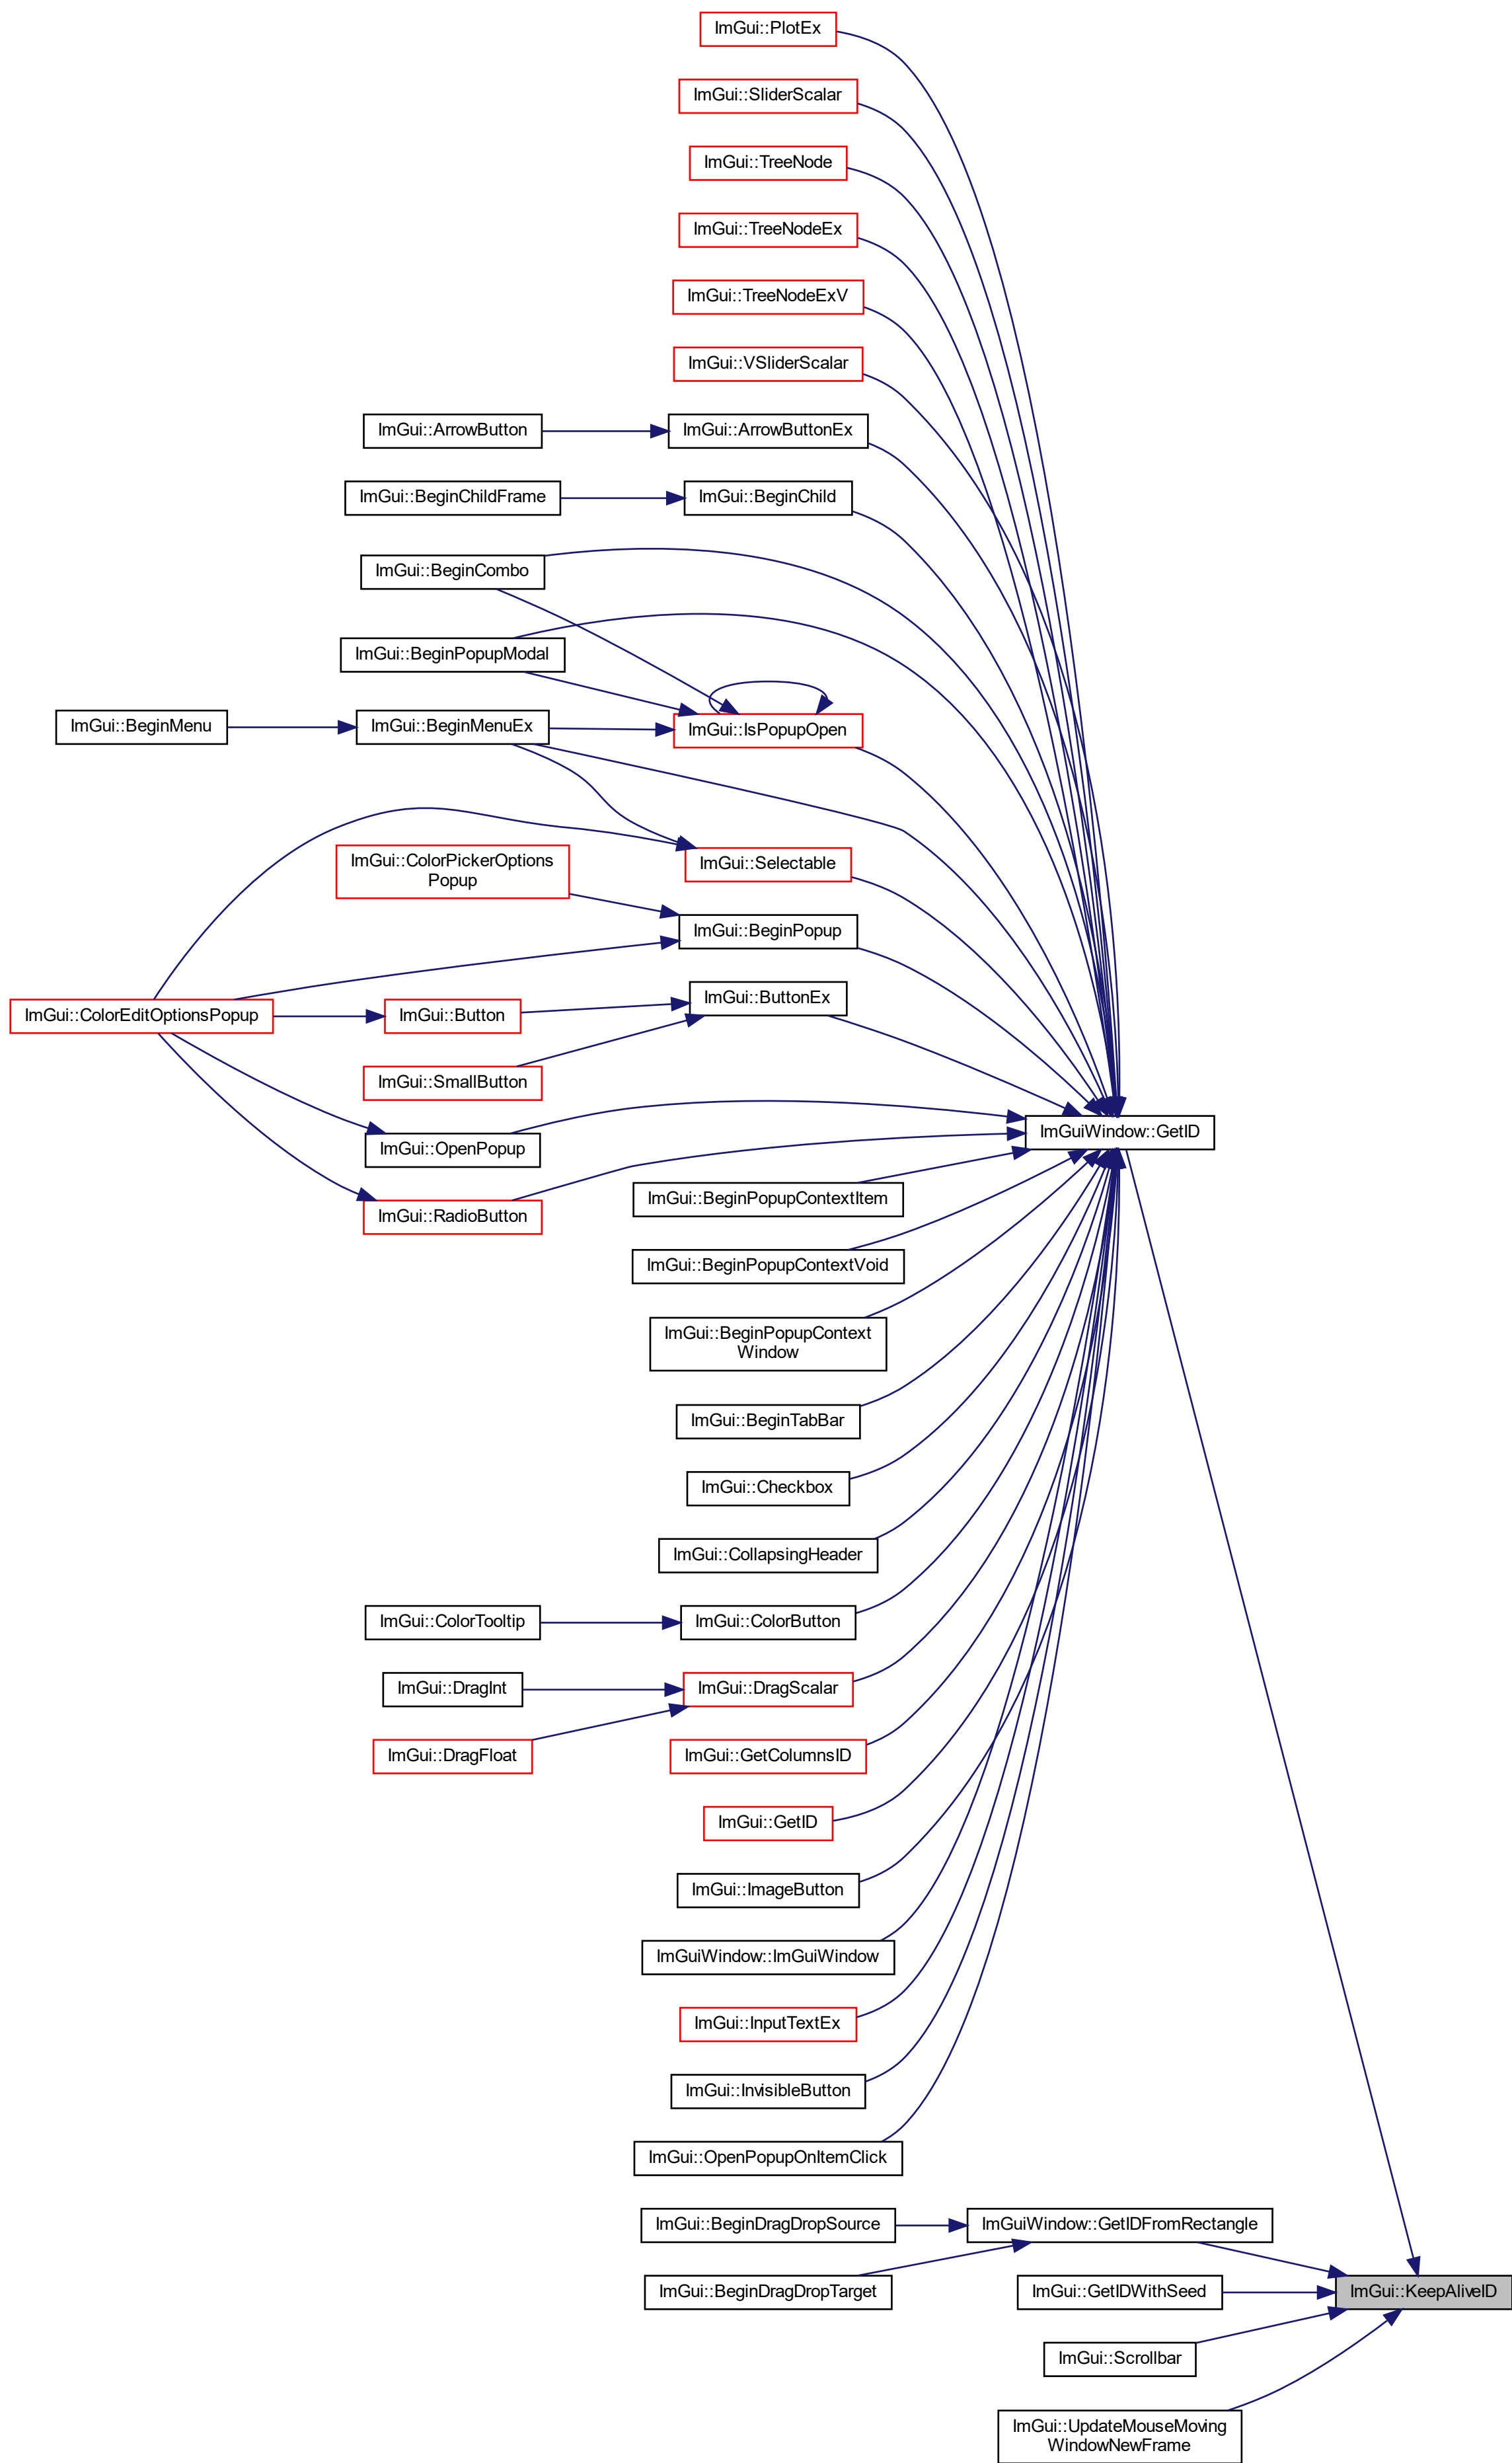 ImGui::PlotEx
ImGui::SliderScalar
ImGui::TreeNode
ImGui::TreeNodeEx
ImGui::TreeNodeExV
ImGui::VSliderScalar
ImGui::ArrowButton
ImGui::ArrowButtonEx
ImGui::BeginChildFrame
ImGui::BeginChild
ImGui::BeginCombo
ImGui::BeginPopupModal
ImGui::BeginMenu
ImGui::BeginMenuEx
ImGui::IsPopupOpen
ImGui::ColorPickerOptions
Popup
ImGui::Selectable
ImGui::BeginPopup
ImGui::ColorEditOptionsPopup
ImGui::Button
ImGui::ButtonEx
ImGui::SmallButton
ImGui::OpenPopup
ImGuiWindow::GetID
ImGui::RadioButton
ImGui::BeginPopupContextItem
ImGui::BeginPopupContextVoid
ImGui::BeginPopupContext
Window
ImGui::BeginTabBar
ImGui::Checkbox
ImGui::CollapsingHeader
ImGui::ColorTooltip
ImGui::ColorButton
ImGui::DragInt
ImGui::DragScalar
ImGui::DragFloat
ImGui::GetColumnsID
ImGui::GetID
ImGui::ImageButton
ImGuiWindow::ImGuiWindow
ImGui::InputTextEx
ImGui::InvisibleButton
ImGui::OpenPopupOnItemClick
ImGui::BeginDragDropSource
ImGuiWindow::GetIDFromRectangle
ImGui::BeginDragDropTarget
ImGui::GetIDWithSeed
ImGui::KeepAliveID
ImGui::Scrollbar
ImGui::UpdateMouseMoving
WindowNewFrame